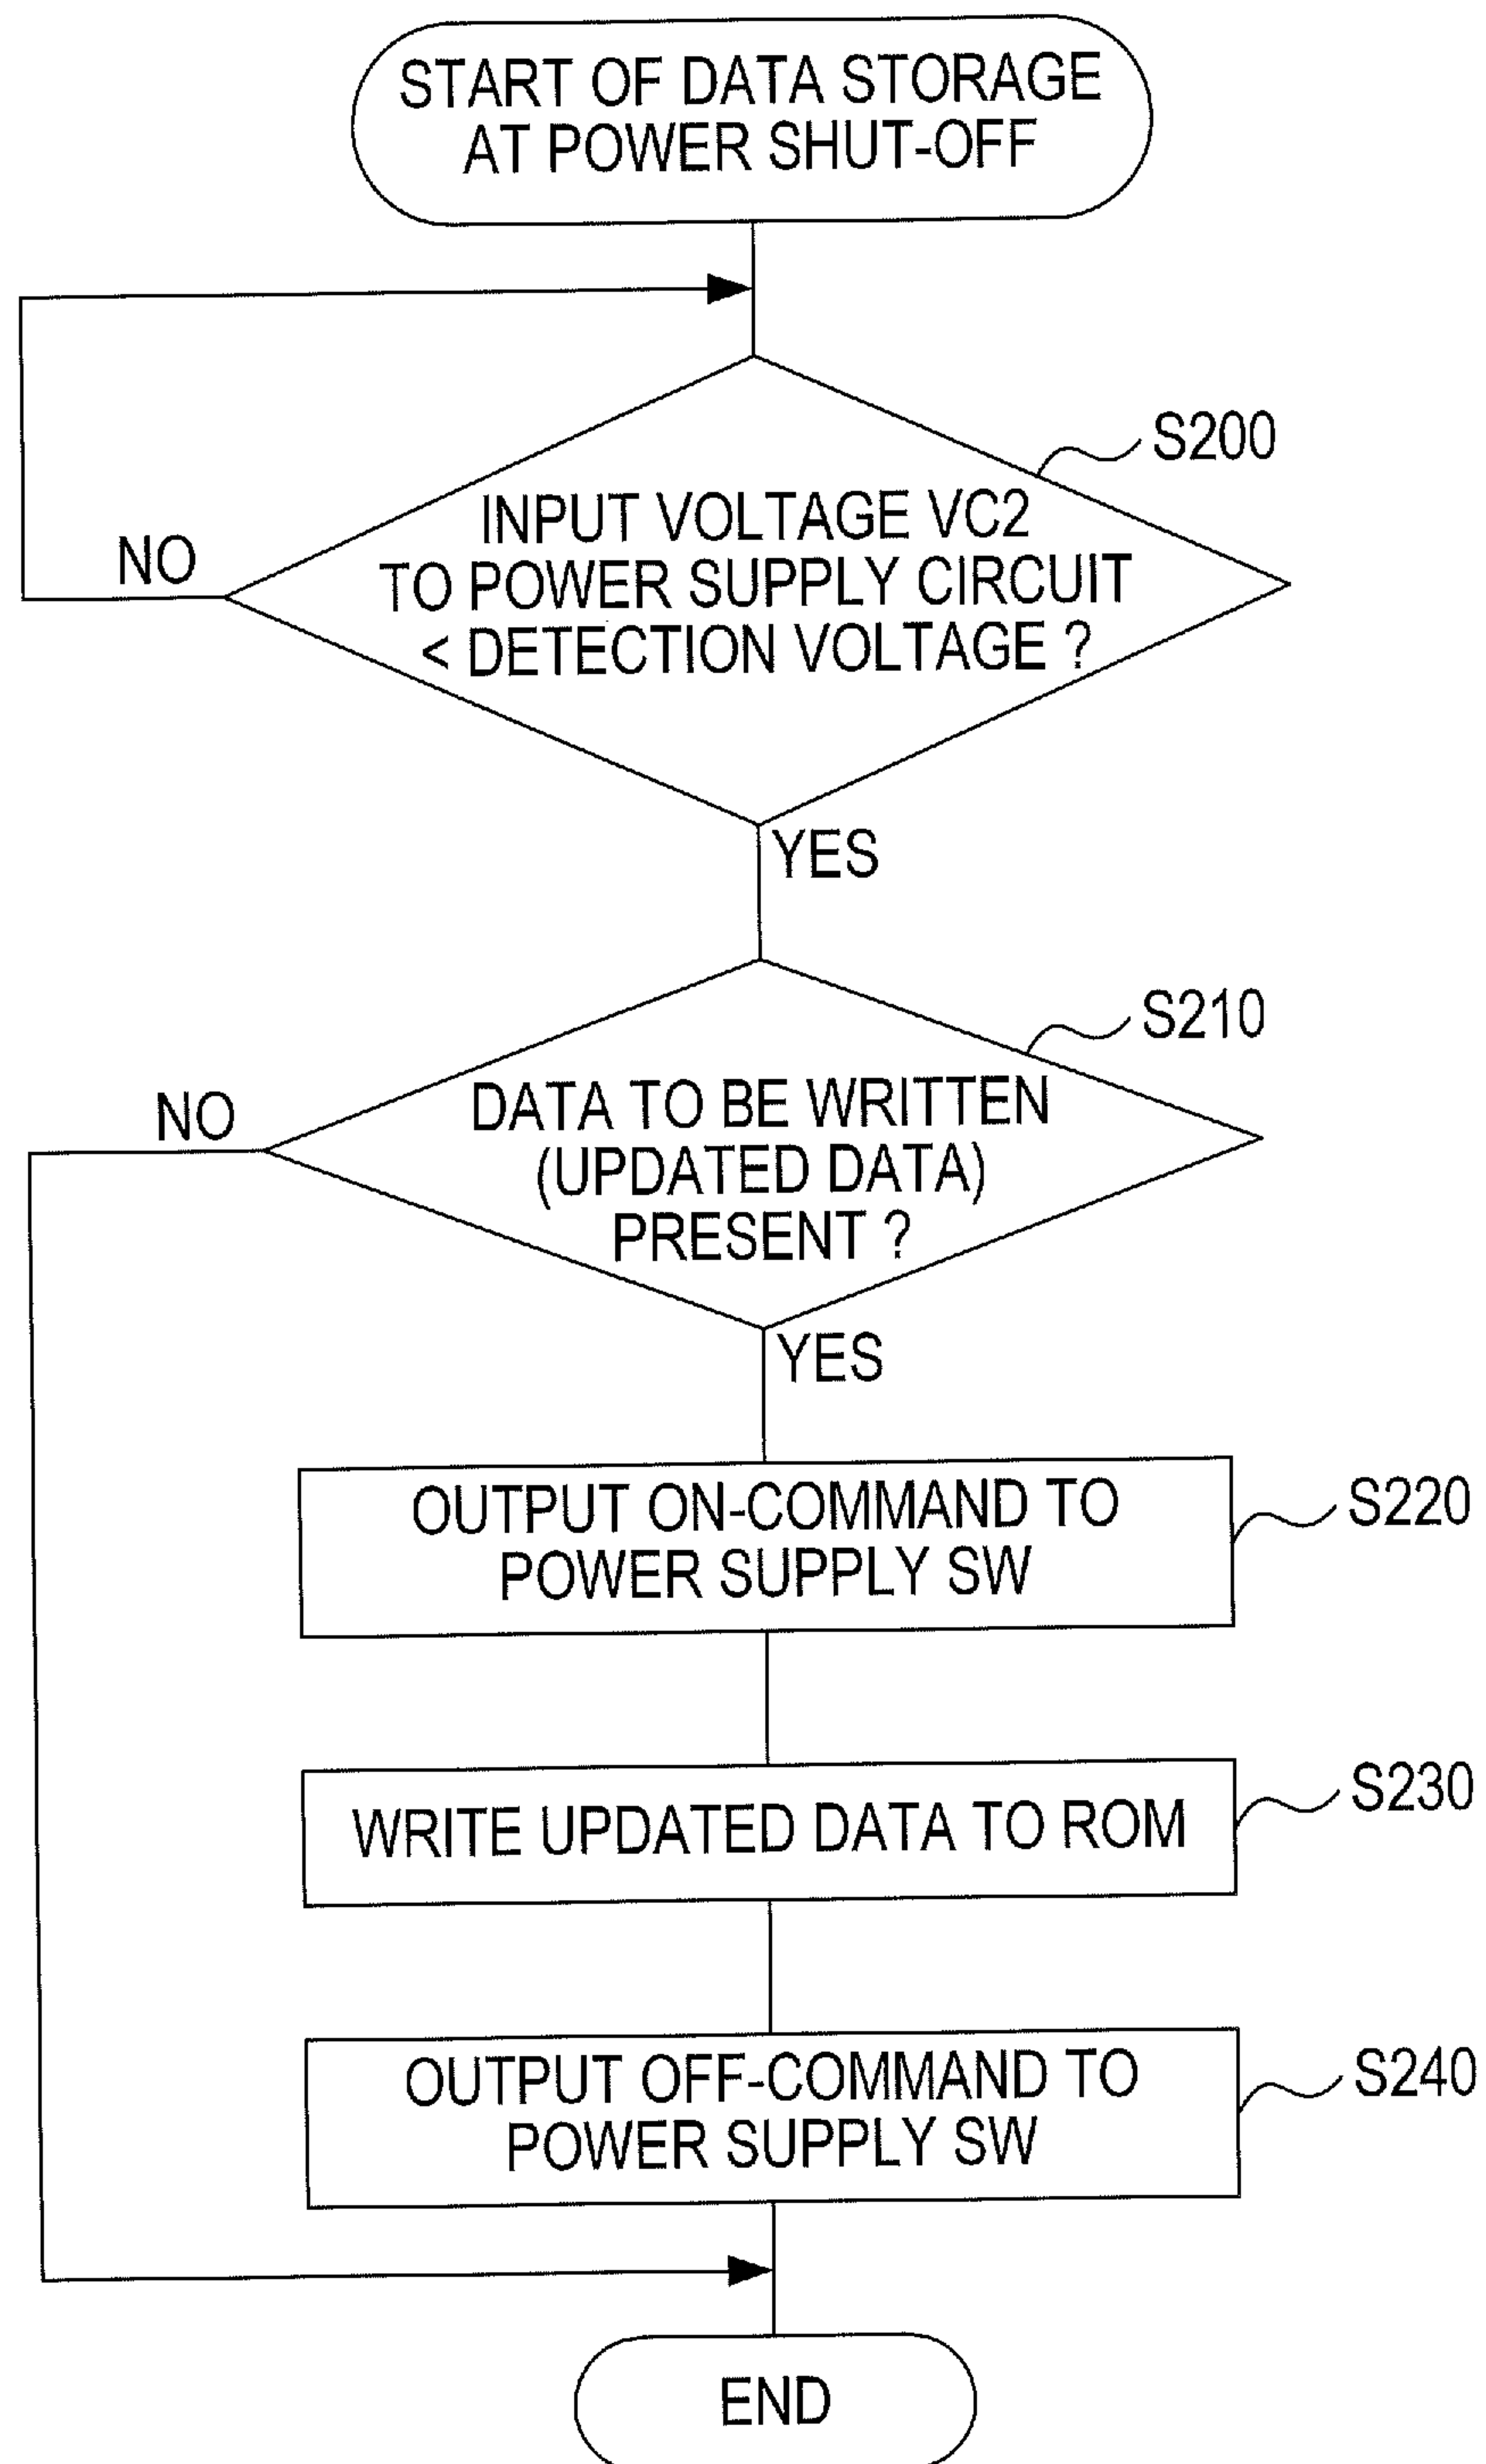 START OF DATA STORAGE
AT POWER SHUT-OFF
S200
INPUT VOLTAGE VC2
TO POWER SUPPLY CIRCUIT
< DETECTION VOLTAGE ?
NO
YES
S210
DATA TO BE WRITTEN
(UPDATED DATA)
PRESENT ?
NO
YES
OUTPUT ON-COMMAND TO
POWER SUPPLY SW
S220
WRITE UPDATED DATA TO ROM
S230
OUTPUT OFF-COMMAND TO
POWER SUPPLY SW
S240
END